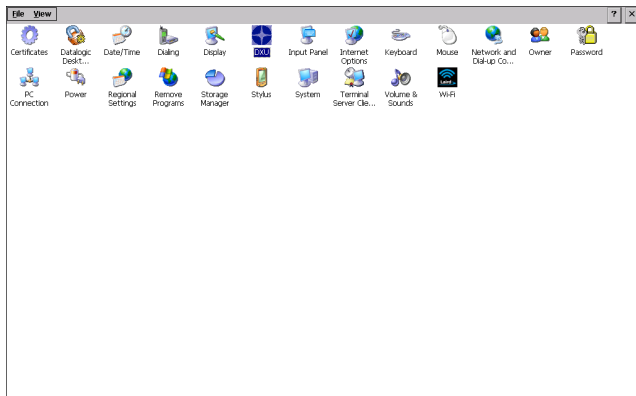 File View ? ×
Certificates Datalogic Deskt... Date/Time Dialing Display DXU Input Panel Internet Options Keyboard Mouse Network and Dial-up Co... Owner Password
PC Connection Power Regional Settings Remove Programs Storage Manager Stylus System Terminal Server Clie... Volume & Sounds Wi-Fi